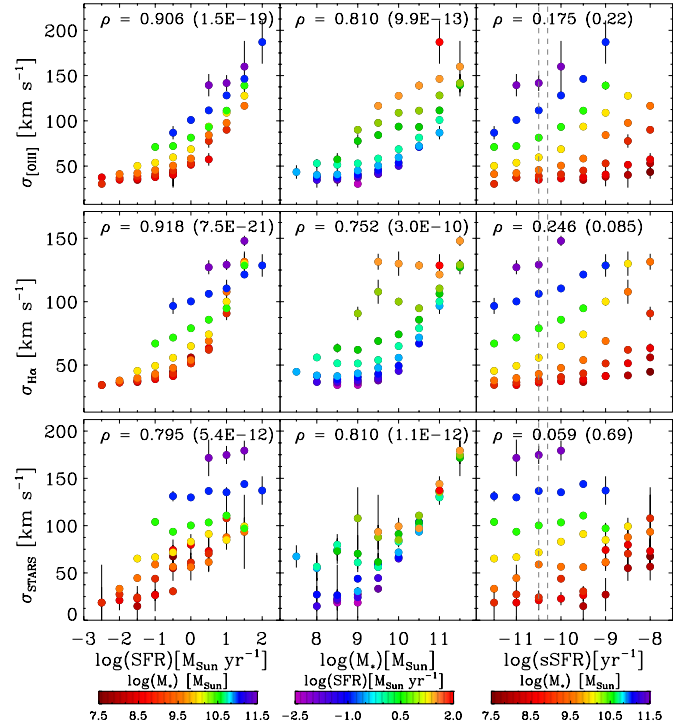 ρ = 0.906 (1.5E−19)
ρ = 0.810 (9.9E−13)
ρ = 0.175 (0.22)
σ[OIII] [km s⁻¹]
200
150
100
50
0
ρ = 0.918 (7.5E−21)
ρ = 0.752 (3.0E−10)
ρ = 0.246 (0.085)
σHα [km s⁻¹]
150
100
50
ρ = 0.795 (5.4E−12)
ρ = 0.810 (1.1E−12)
ρ = 0.059 (0.69)
σSTARS [km s⁻¹]
200
150
100
50
0
−3 −2 −1 0 1 2
8 9 10 11
−11 −10 −9 −8
log(SFR)[MSun yr⁻¹]
log(M*)[MSun]
log(sSFR)[yr⁻¹]
log(M*) [MSun]
log(SFR)[MSun yr⁻¹]
log(M*) [MSun]
7.5 8.5 9.5 10.5 11.5
−2.5 −1.0 0.5 2.0
7.5 8.5 9.5 10.5 11.5